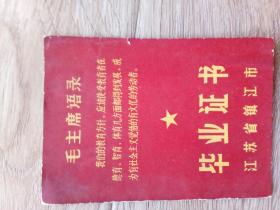 毛主席语录
我们的教育方针，应该使受教育者在
德育、智育、体育几方面都得到发展，成
为有社会主义觉悟的有文化的劳动者。
毕业证书
江苏省镇江市